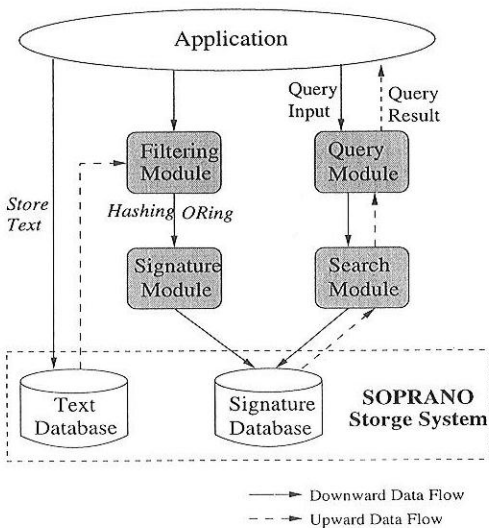 Application
Query
Input
Query
Result
Filtering
Module
Query
Module
Store
Text
Hashing ORing
Signature
Module
Search
Module
Text
Database
Signature
Database
SOPRANO
Storge System
Downward Data Flow
Upward Data Flow